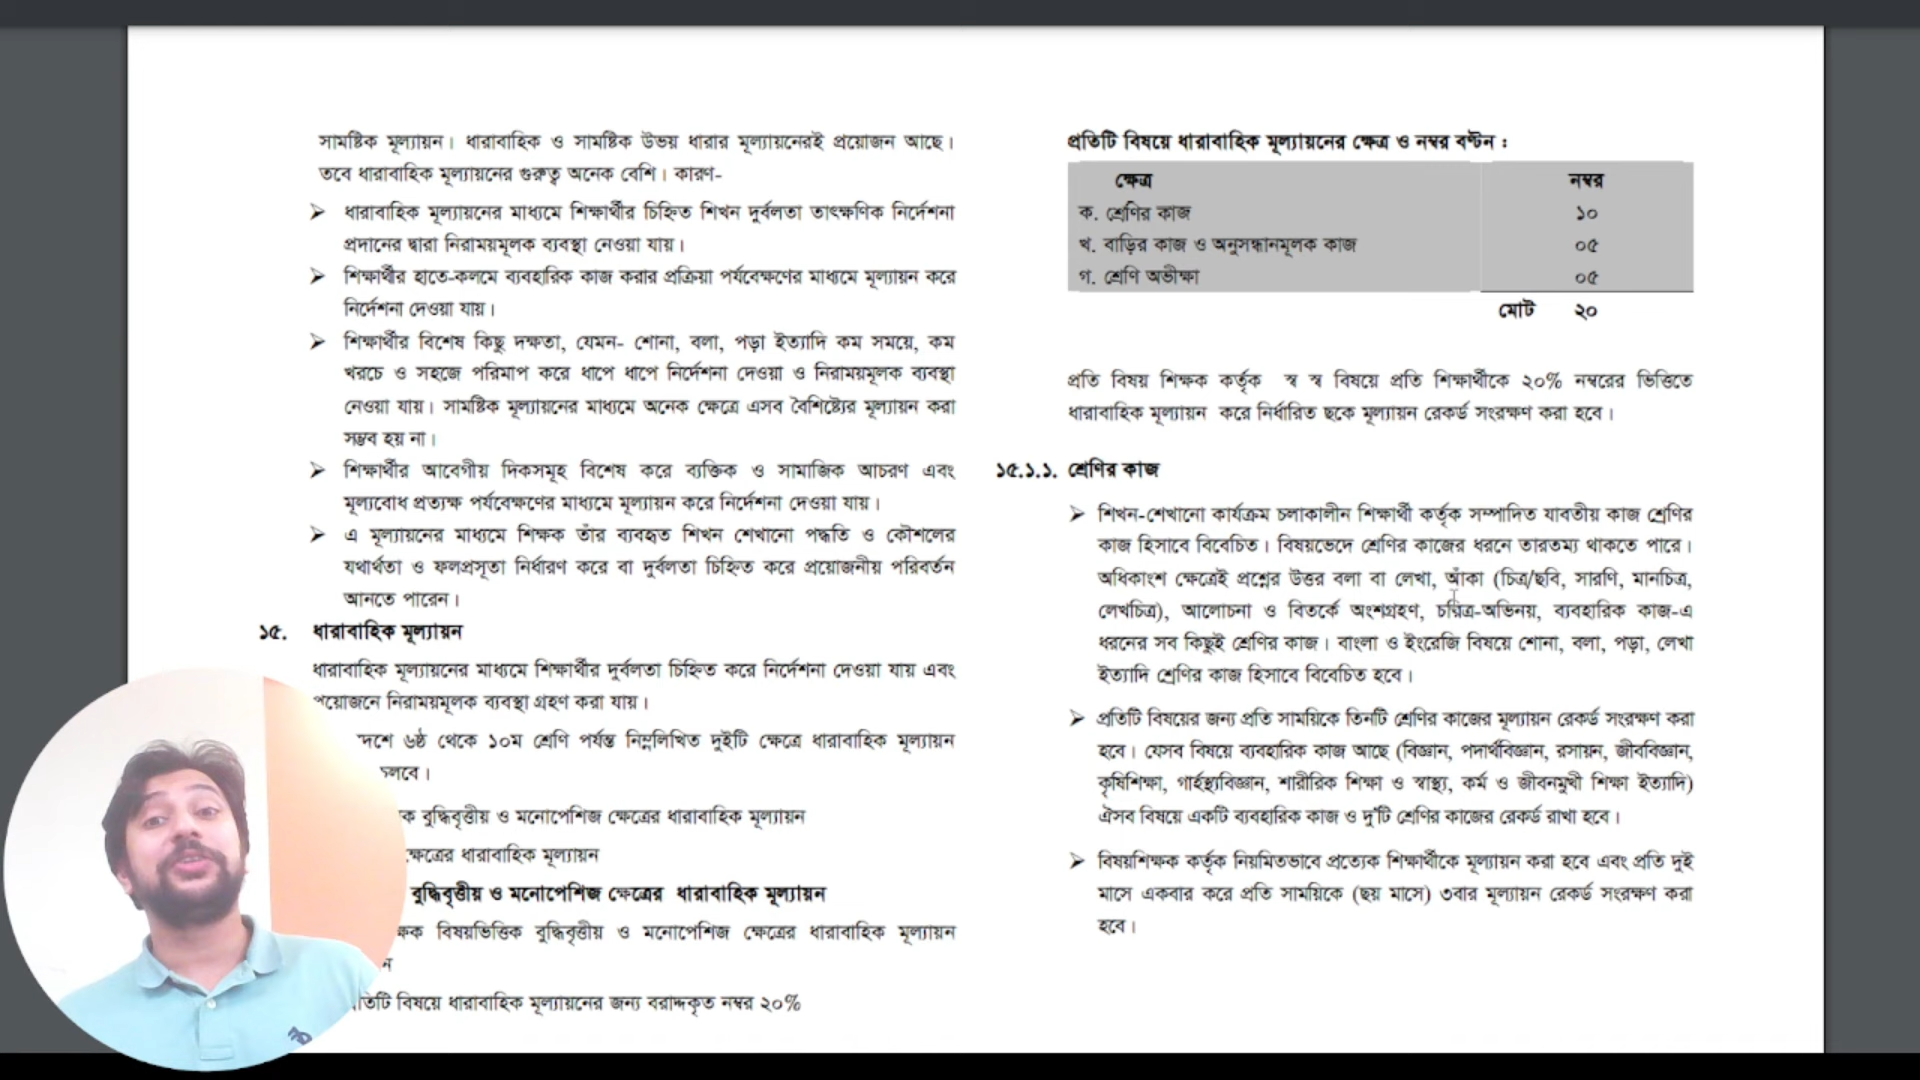 সামষ্টিক মূল্যায়ন। ধারাবাহিক ও সামষ্টিক উভয় ধারার মূল্যায়নেরই প্রয়োজন আছে।
তবে ধারাবাহিক মূল্যায়নের গুরুত্ব অনেক বেশি। কারণ-
➢ ধারাবাহিক মূল্যায়নের মাধ্যমে শিক্ষার্থীর চিহ্নিত শিখন দুর্বলতা তাৎক্ষণিক নির্দেশনা
প্রদানের দ্বারা নিরাময়মূলক ব্যবস্থা নেওয়া যায়।
➢ শিক্ষার্থীর হাতে-কলমে ব্যবহারিক কাজ করার প্রক্রিয়া পর্যবেক্ষণের মাধ্যমে মূল্যায়ন করে
নির্দেশনা দেওয়া যায়।
➢ শিক্ষার্থীর বিশেষ কিছু দক্ষতা, যেমন- শোনা, বলা, পড়া ইত্যাদি কম সময়ে, কম
খরচে ও সহজে পরিমাপ করে ধাপে ধাপে নির্দেশনা দেওয়া ও নিরাময়মূলক ব্যবস্থা
নেওয়া যায়। সামষ্টিক মূল্যায়নের মাধ্যমে অনেক ক্ষেত্রে এসব বৈশিষ্ট্যের মূল্যায়ন করা
সম্ভব হয় না।
➢ শিক্ষার্থীর আবেগীয় দিকসমূহ বিশেষ করে ব্যক্তিক ও সামাজিক আচরণ এবং
মূল্যবোধ প্রত্যক্ষ পর্যবেক্ষণের মাধ্যমে মূল্যায়ন করে নির্দেশনা দেওয়া যায়।
➢ এ মূল্যায়নের মাধ্যমে শিক্ষক তাঁর ব্যবহৃত শিখন শেখানো পদ্ধতি ও কৌশলের
যথার্থতা ও ফলপ্রসূতা নির্ধারণ করে বা দুর্বলতা চিহ্নিত করে প্রয়োজনীয় পরিবর্তন
আনতে পারেন।
১৫. ধারাবাহিক মূল্যায়ন
ধারাবাহিক মূল্যায়নের মাধ্যমে শিক্ষার্থীর দুর্বলতা চিহ্নিত করে নির্দেশনা দেওয়া যায় এবং
প্রয়োজনে নিরাময়মূলক ব্যবস্থা গ্রহণ করা যায়।
দেশে ৬ষ্ঠ থেকে ১০ম শ্রেণি পর্যন্ত নিম্নলিখিত দুইটি ক্ষেত্রে ধারাবাহিক মূল্যায়ন
চলবে।
ক বুদ্ধিবৃত্তীয় ও মনোপেশিজ ক্ষেত্রের ধারাবাহিক মূল্যায়ন
ক্ষেত্রের ধারাবাহিক মূল্যায়ন
বুদ্ধিবৃত্তীয় ও মনোপেশিজ ক্ষেত্রের ধারাবাহিক মূল্যায়ন
ক্ষক বিষয়ভিত্তিক বুদ্ধিবৃত্তীয় ও মনোপেশিজ ক্ষেত্রের ধারাবাহিক মূল্যায়ন
ন
তিটি বিষয়ে ধারাবাহিক মূল্যায়নের জন্য বরাদ্দকৃত নম্বর ২০%
প্রতিটি বিষয়ে ধারাবাহিক মূল্যায়নের ক্ষেত্র ও নম্বর বণ্টন :
ক্ষেত্র নম্বর
ক. শ্রেণির কাজ ১০
খ. বাড়ির কাজ ও অনুসন্ধানমূলক কাজ ০৫
গ. শ্রেণি অভীক্ষা ০৫
মোট ২০
প্রতি বিষয় শিক্ষক কর্তৃক স্ব স্ব বিষয়ে প্রতি শিক্ষার্থীকে ২০% নম্বরের ভিত্তিতে
ধারাবাহিক মূল্যায়ন করে নির্ধারিত ছকে মূল্যায়ন রেকর্ড সংরক্ষণ করা হবে।
১৫.১.১. শ্রেণির কাজ
➢ শিখন-শেখানো কার্যক্রম চলাকালীন শিক্ষার্থী কর্তৃক সম্পাদিত যাবতীয় কাজ শ্রেণির
কাজ হিসাবে বিবেচিত। বিষয়ভেদে শ্রেণির কাজের ধরনে তারতম্য থাকতে পারে।
অধিকাংশ ক্ষেত্রেই প্রশ্নের উত্তর বলা বা লেখা, আঁকা (চিত্র/ছবি, সারণি, মানচিত্র,
লেখচিত্র), আলোচনা ও বিতর্কে অংশগ্রহণ, চরিত্র-অভিনয়, ব্যবহারিক কাজ-এ
ধরনের সব কিছুই শ্রেণির কাজ। বাংলা ও ইংরেজি বিষয়ে শোনা, বলা, পড়া, লেখা
ইত্যাদি শ্রেণির কাজ হিসাবে বিবেচিত হবে।
➢ প্রতিটি বিষয়ের জন্য প্রতি সাময়িকে তিনটি শ্রেণির কাজের মূল্যায়ন রেকর্ড সংরক্ষণ করা
হবে। যেসব বিষয়ে ব্যবহারিক কাজ আছে (বিজ্ঞান, পদার্থবিজ্ঞান, রসায়ন, জীববিজ্ঞান,
কৃষিশিক্ষা, গার্হস্থ্যবিজ্ঞান, শারীরিক শিক্ষা ও স্বাস্থ্য, কর্ম ও জীবনমুখী শিক্ষা ইত্যাদি)
ঐসব বিষয়ে একটি ব্যবহারিক কাজ ও দু'টি শ্রেণির কাজের রেকর্ড রাখা হবে।
➢ বিষয়শিক্ষক কর্তৃক নিয়মিতভাবে প্রত্যেক শিক্ষার্থীকে মূল্যায়ন করা হবে এবং প্রতি দুই
মাসে একবার করে প্রতি সাময়িকে (ছয় মাসে) ৩বার মূল্যায়ন রেকর্ড সংরক্ষণ করা
হবে।